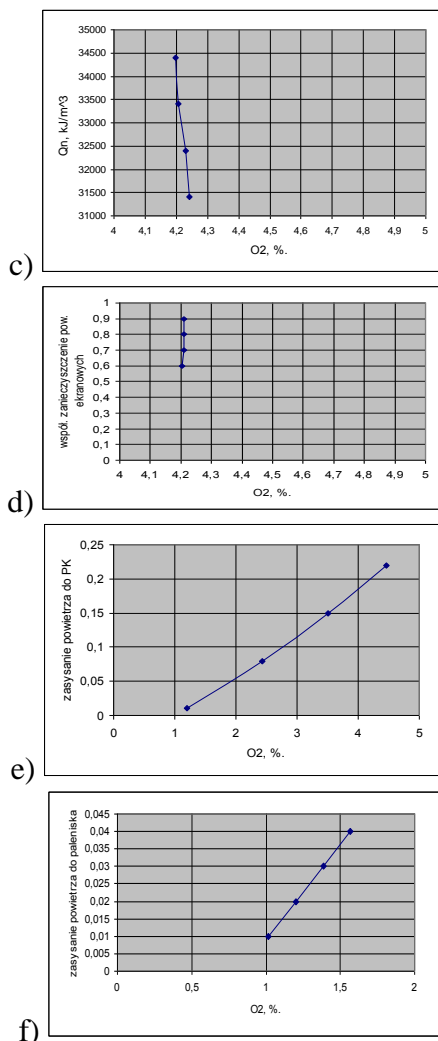 35000
34500
34000
33500
33000
32500
32000
31500
31000
Qn, kJ/m^3
4 4,1 4,2 4,3 4,4 4,5 4,6 4,7 4,8 4,9 5
O2, %.
c)
1
0,9
0,8
0,7
0,6
0,5
0,4
0,3
0,2
0,1
0
współ. zanieczyszczenie pow.
ekranowych
4 4,1 4,2 4,3 4,4 4,5 4,6 4,7 4,8 4,9 5
O2, %.
d)
0,25
0,2
0,15
0,1
0,05
0
zasysanie powietrza do PK
0 1 2 3 4 5
O2, %.
e)
0,045
0,04
0,035
0,03
0,025
0,02
0,015
0,01
0,005
0
zasysanie powietrza do paleniska
0 0,5 1 1,5 2
O2, %.
f)